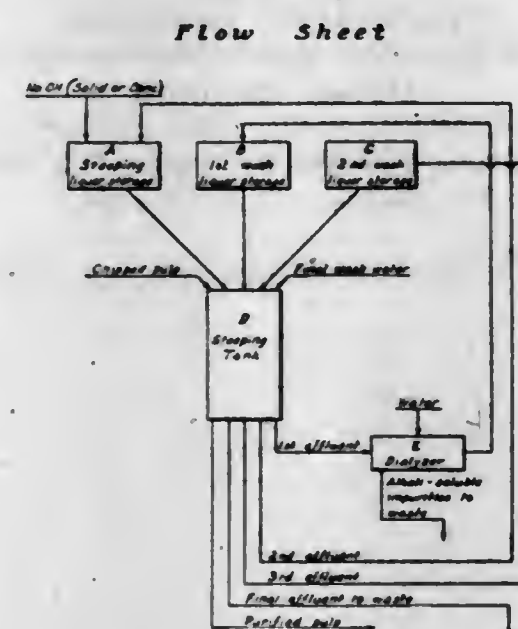 Flow Sheet
NaOH (Solid or Conc)
A
Steeping
liquor storage
B
1st wash
liquor storage
C
2nd wash
liquor storage
Chipped pulp
Final wash water
D
Steeping
Tank
Water
1st effluent
E
Dialyzer
Alkali-soluble
impurities to
waste
2nd effluent
3rd effluent
Final effluent to waste
Purified pulp